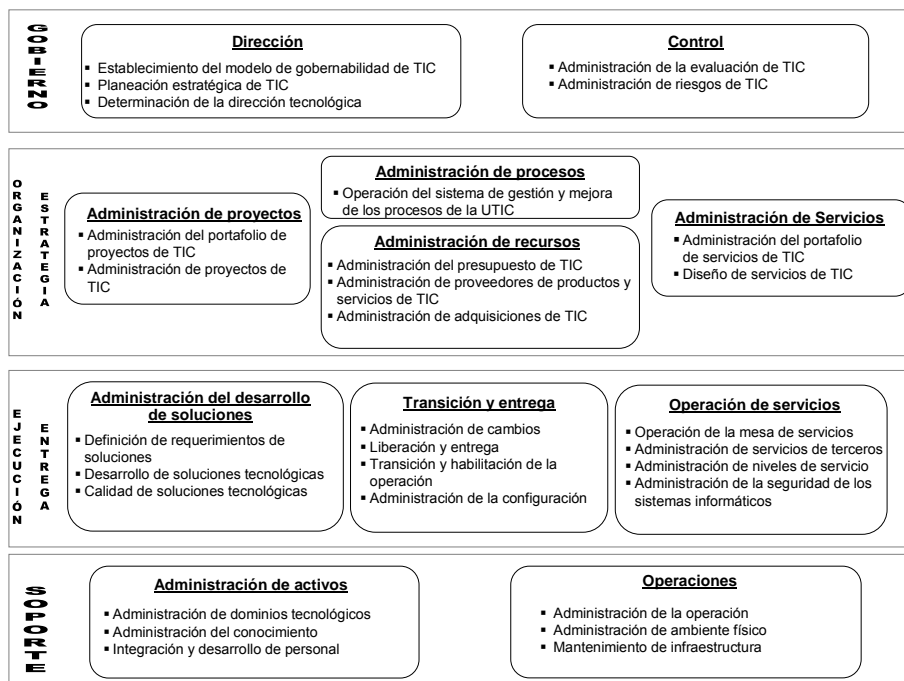 GOBIERNO
Dirección
▪ Establecimiento del modelo de gobernabilidad de TIC
▪ Planeación estratégica de TIC
▪ Determinación de la dirección tecnológica
Control
▪ Administración de la evaluación de TIC
▪ Administración de riesgos de TIC
ORGANIZACIÓN
ESTRATEGIA
Administración de proyectos
▪ Administración del portafolio de
proyectos de TIC
▪ Administración de proyectos de
TIC
Administración de procesos
▪ Operación del sistema de gestión y mejora
de los procesos de la UTIC
Administración de recursos
▪ Administración del presupuesto de TIC
▪ Administración de proveedores de productos y
servicios de TIC
▪ Administración de adquisiciones de TIC
Administración de Servicios
▪ Administración del portafolio
de servicios de TIC
▪ Diseño de servicios de TIC
EJECUCIÓN
ENTREGA
Administración del desarrollo
de soluciones
▪ Definición de requerimientos de
soluciones
▪ Desarrollo de soluciones tecnológicas
▪ Calidad de soluciones tecnológicas
Transición y entrega
▪ Administración de cambios
▪ Liberación y entrega
▪ Transición y habilitación de la
operación
▪ Administración de la configuración
Operación de servicios
▪ Operación de la mesa de servicios
▪ Administración de servicios de terceros
▪ Administración de niveles de servicio
▪ Administración de la seguridad de los
sistemas informáticos
SOPORTE
Administración de activos
▪ Administración de dominios tecnológicos
▪ Administración del conocimiento
▪ Integración y desarrollo de personal
Operaciones
▪ Administración de la operación
▪ Administración de ambiente físico
▪ Mantenimiento de infraestructura